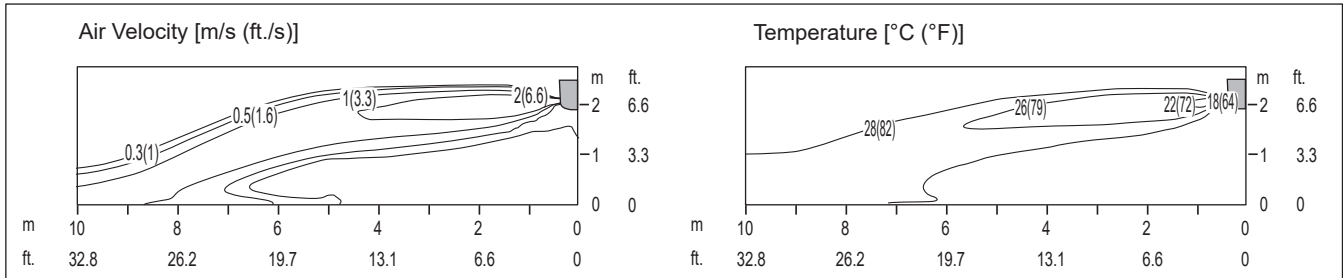 Air Velocity [m/s (ft./s)]
m ft.
2(6.6)
1(3.3)
0.5(1.6)
0.3(1)
2 6.6
1 3.3
0 0
m 10 8 6 4 2 0
ft. 32.8 26.2 19.7 13.1 6.6 0
Temperature [°C (°F)]
m ft.
18(64)
22(72)
26(79)
28(82)
2 6.6
1 3.3
0 0
m 10 8 6 4 2 0
ft. 32.8 26.2 19.7 13.1 6.6 0